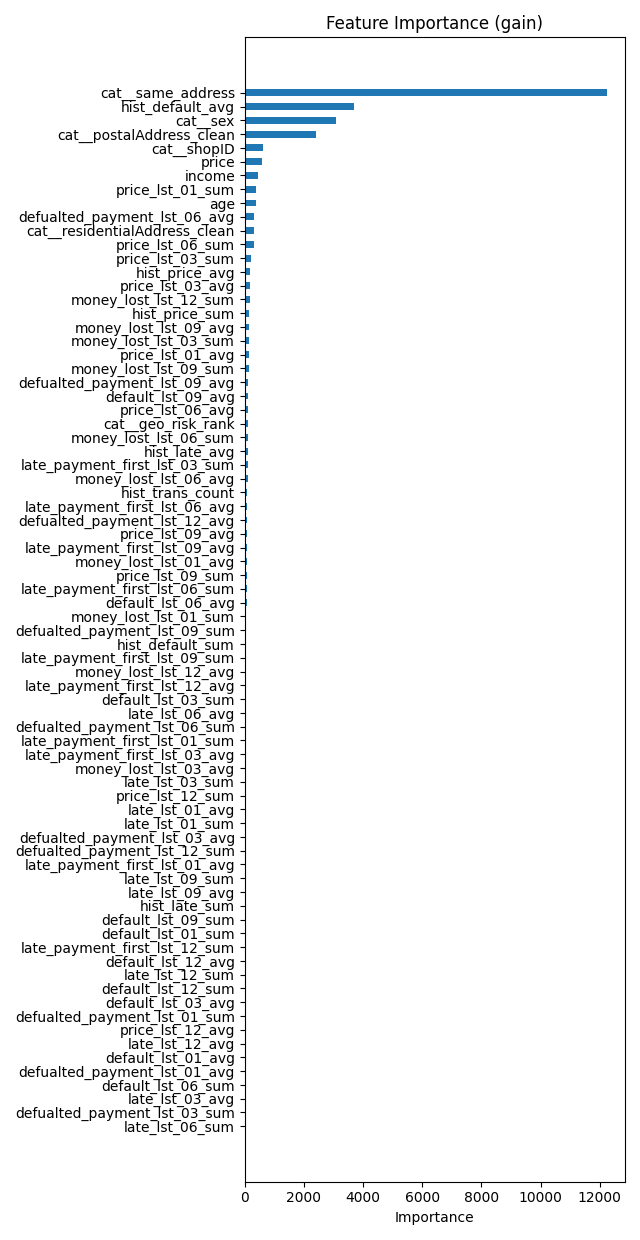 Feature Importance (gain)
cat__same_address
hist_default_avg
cat__sex
cat__postalAddress_clean
cat__shopID
price
income
price_lst_01_sum
age
defualted_payment_lst_06_avg
cat__residentialAddress_clean
price_lst_06_sum
price_lst_03_sum
hist_price_avg
price_lst_03_avg
money_lost_lst_12_sum
hist_price_sum
money_lost_lst_09_avg
money_lost_lst_03_sum
price_lst_01_avg
money_lost_lst_09_sum
defualted_payment_lst_09_avg
default_lst_09_avg
price_lst_06_avg
cat__geo_risk_rank
money_lost_lst_06_sum
hist_late_avg
late_payment_first_lst_03_sum
money_lost_lst_06_avg
hist_trans_count
late_payment_first_lst_06_avg
defualted_payment_lst_12_avg
price_lst_09_avg
late_payment_first_lst_09_avg
money_lost_lst_01_avg
price_lst_09_sum
late_payment_first_lst_06_sum
default_lst_06_avg
money_lost_lst_01_sum
defualted_payment_lst_09_sum
hist_default_sum
late_payment_first_lst_09_sum
money_lost_lst_12_avg
late_payment_first_lst_12_avg
default_lst_03_sum
late_lst_06_avg
defualted_payment_lst_06_sum
late_payment_first_lst_01_sum
late_payment_first_lst_03_avg
money_lost_lst_03_avg
late_lst_03_sum
price_lst_12_sum
late_lst_01_avg
late_lst_01_sum
defualted_payment_lst_03_avg
defualted_payment_lst_12_sum
late_payment_first_lst_01_avg
late_lst_09_sum
late_lst_09_avg
hist_late_sum
default_lst_09_sum
default_lst_01_sum
late_payment_first_lst_12_sum
default_lst_12_avg
late_lst_12_sum
default_lst_12_sum
default_lst_03_avg
defualted_payment_lst_01_sum
price_lst_12_avg
late_lst_12_avg
default_lst_01_avg
defualted_payment_lst_01_avg
default_lst_06_sum
late_lst_03_avg
defualted_payment_lst_03_sum
late_lst_06_sum
0 2000 4000 6000 8000 10000 12000
Importance